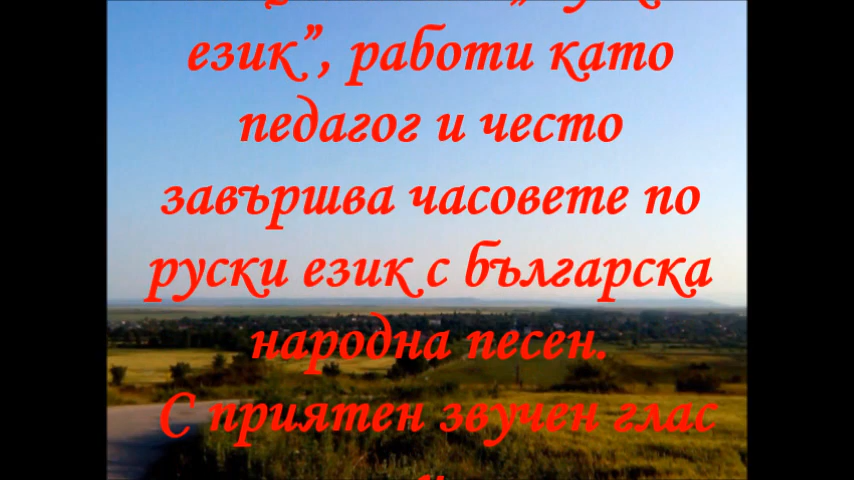 език”, работи като
педагог и често
завършва часовете по
руски език с българска
народна песен.
С приятен звучен глас